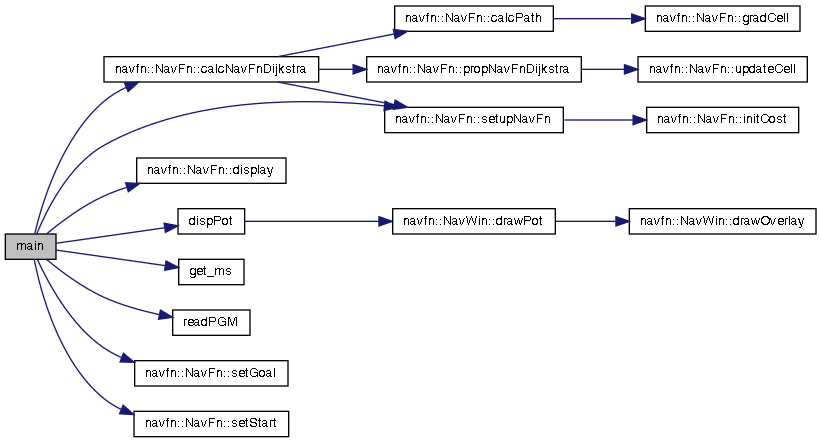 navfn::NavFn::calcPath
navfn::NavFn::gradCell
navfn::NavFn::calcNavFnDijkstra
navfn::NavFn::propNavFnDijkstra
navfn::NavFn::updateCell
navfn::NavFn::setupNavFn
navfn::NavFn::initCost
navfn::NavFn::display
dispPot
navfn::NavWin::drawPot
navfn::NavWin::drawOverlay
main
get_ms
readPGM
navfn::NavFn::setGoal
navfn::NavFn::setStart